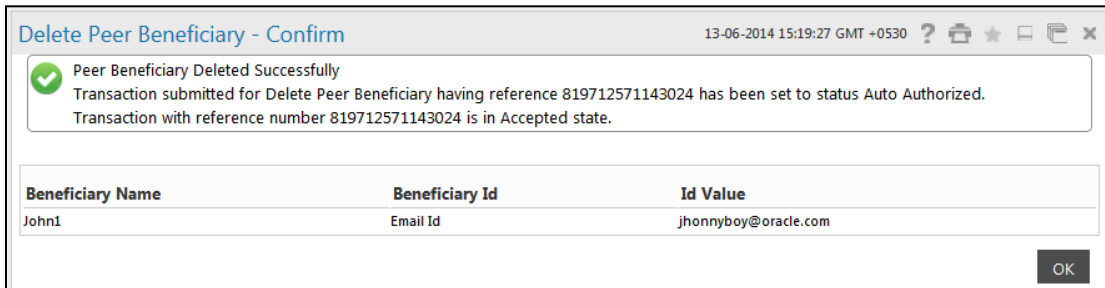 Delete Peer Beneficiary - Confirm 13-06-2014 15:19:27 GMT +0530 ?
Peer Beneficiary Deleted Successfully
Transaction submitted for Delete Peer Beneficiary having reference 819712571143024 has been set to status Auto Authorized.
Transaction with reference number 819712571143024 is in Accepted state.
Beneficiary Name Beneficiary Id Id Value
John1 Email Id jhonnyboy@oracle.com
OK